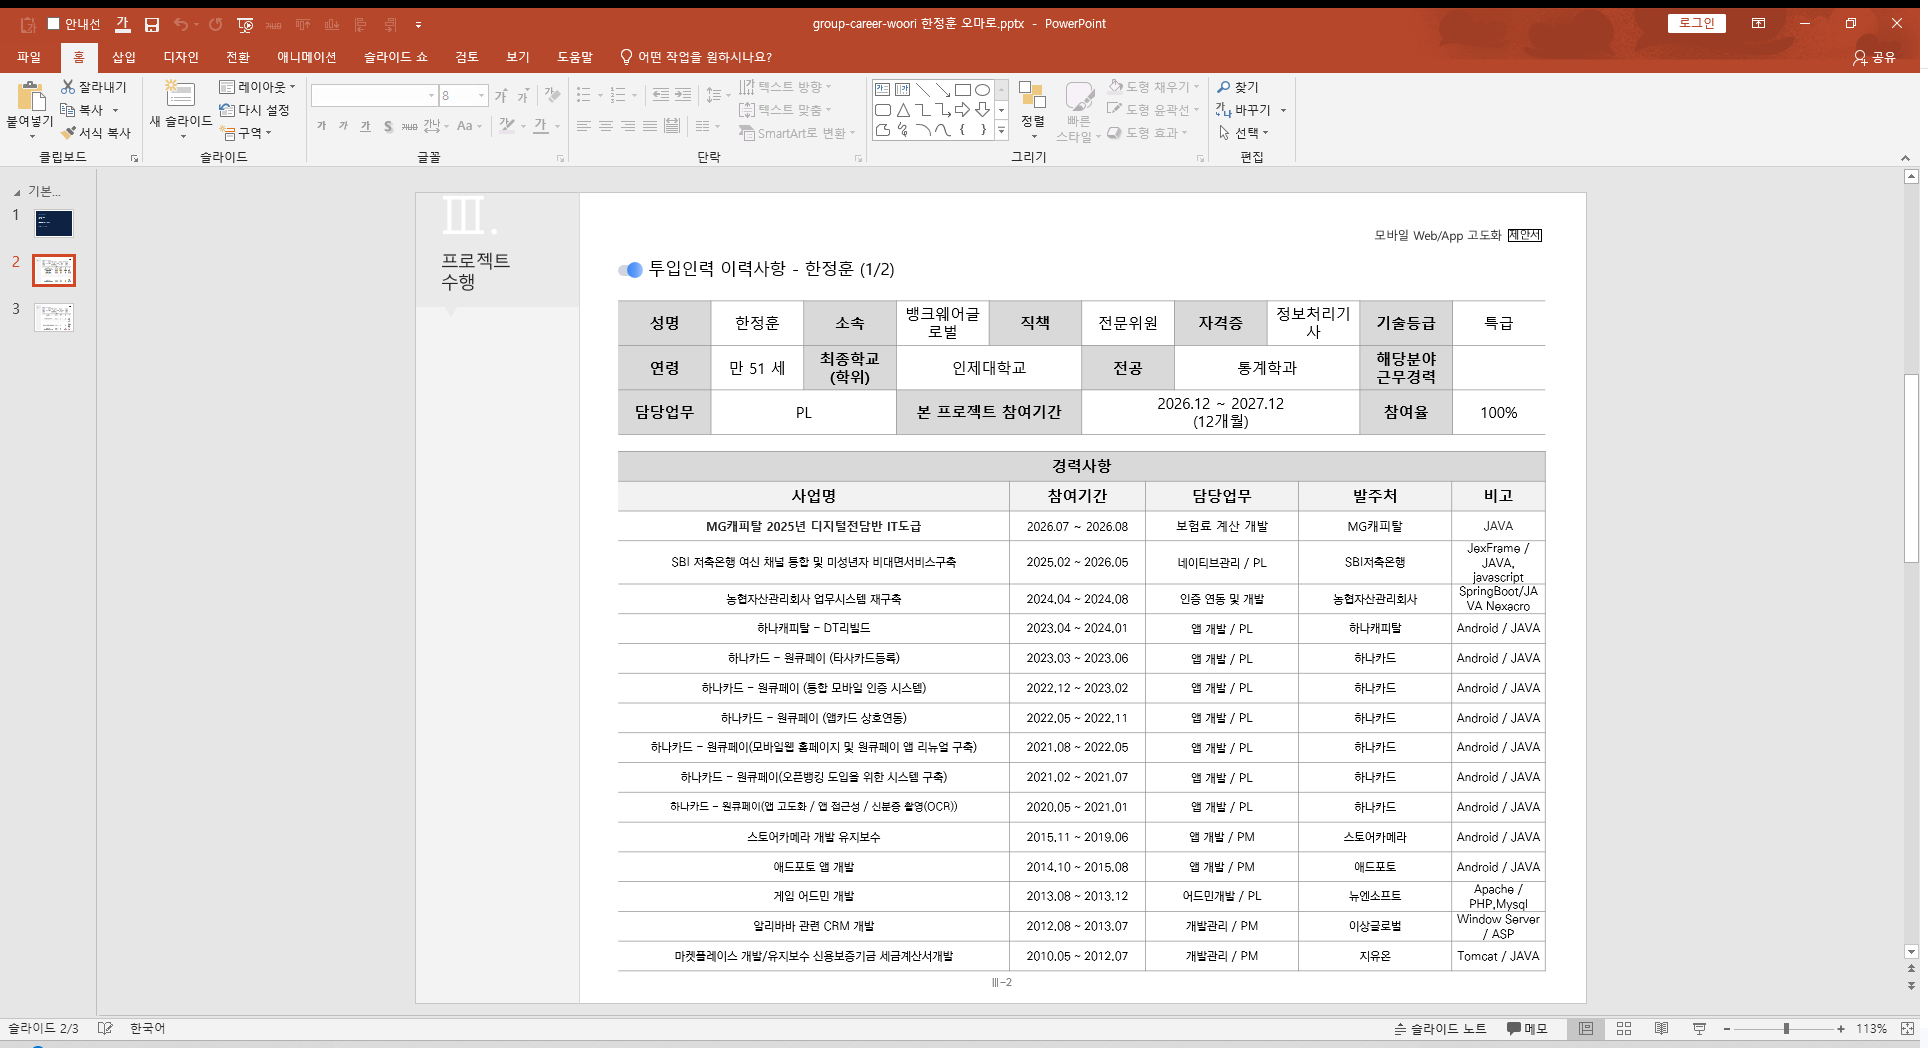 안내선
group-career-woori 한정훈 오마로.pptx - PowerPoint
로그인
파일 홈 삽입 디자인 전환 애니메이션 슬라이드 쇼 검토 보기 도움말 어떤 작업을 원하시나요? 공유
붙여넣기
잘라내기
복사
서식 복사
클립보드
새 슬라이드
레이아웃
다시 설정
구역
슬라이드
8
글꼴
텍스트 방향
텍스트 맞춤
SmartArt로 변환
단락
정렬
빠른 스타일
도형 채우기
도형 윤곽선
도형 효과
그리기
찾기
바꾸기
선택
편집
기본...
1
2
3
Ⅲ.
프로젝트
수행
모바일 Web/App 고도화 제안서
투입인력 이력사항 - 한정훈 (1/2)
성명 한정훈 소속 뱅크웨어글로벌 직책 전문위원 자격증 정보처리기사 기술등급 특급
연령 만 51 세 최종학교 (학위) 인제대학교 전공 통계학과 해당분야 근무경력
담당업무 PL 본 프로젝트 참여기간 2026.12 ~ 2027.12 (12개월) 참여율 100%
경력사항
사업명 참여기간 담당업무 발주처 비고
MG캐피탈 2025년 디지털전담반 IT도급 2026.07 ~ 2026.08 보험료 계산 개발 MG캐피탈 JAVA
SBI 저축은행 여신 채널 통합 및 미성년자 비대면서비스구축 2025.02 ~ 2026.05 네이티브관리 / PL SBI저축은행 JexFrame / JAVA, javascript
농협자산관리회사 업무시스템 재구축 2024.04 ~ 2024.08 인증 연동 및 개발 농협자산관리회사 SpringBoot/JAVA Nexacro
하나캐피탈 - DT리빌드 2023.04 ~ 2024.01 앱 개발 / PL 하나캐피탈 Android / JAVA
하나카드 - 원큐페이 (타사카드등록) 2023.03 ~ 2023.06 앱 개발 / PL 하나카드 Android / JAVA
하나카드 - 원큐페이 (통합 모바일 인증 시스템) 2022.12 ~ 2023.02 앱 개발 / PL 하나카드 Android / JAVA
하나카드 - 원큐페이 (앱카드 상호연동) 2022.05 ~ 2022.11 앱 개발 / PL 하나카드 Android / JAVA
하나카드 - 원큐페이(모바일웹 홈페이지 및 원큐페이 앱 리뉴얼 구축) 2021.08 ~ 2022.05 앱 개발 / PL 하나카드 Android / JAVA
하나카드 - 원큐페이(오픈뱅킹 도입을 위한 시스템 구축) 2021.02 ~ 2021.07 앱 개발 / PL 하나카드 Android / JAVA
하나카드 - 원큐페이(앱 고도화 / 앱 접근성 / 신분증 촬영(OCR)) 2020.05 ~ 2021.01 앱 개발 / PL 하나카드 Android / JAVA
스토어카메라 개발 유지보수 2015.11 ~ 2019.06 앱 개발 / PM 스토어카메라 Android / JAVA
애드포토 앱 개발 2014.10 ~ 2015.08 앱 개발 / PM 애드포토 Android / JAVA
게임 어드민 개발 2013.08 ~ 2013.12 어드민개발 / PL 뉴엔소프트 Apache / PHP,Mysql
알리바바 관련 CRM 개발 2012.08 ~ 2013.07 개발관리 / PM 이상글로벌 Window Server / ASP
마켓플레이스 개발/유지보수 신용보증기금 세금계산서개발 2010.05 ~ 2012.07 개발관리 / PM 지유온 Tomcat / JAVA
Ⅲ-2
슬라이드 2/3 한국어 슬라이드 노트 메모 113%